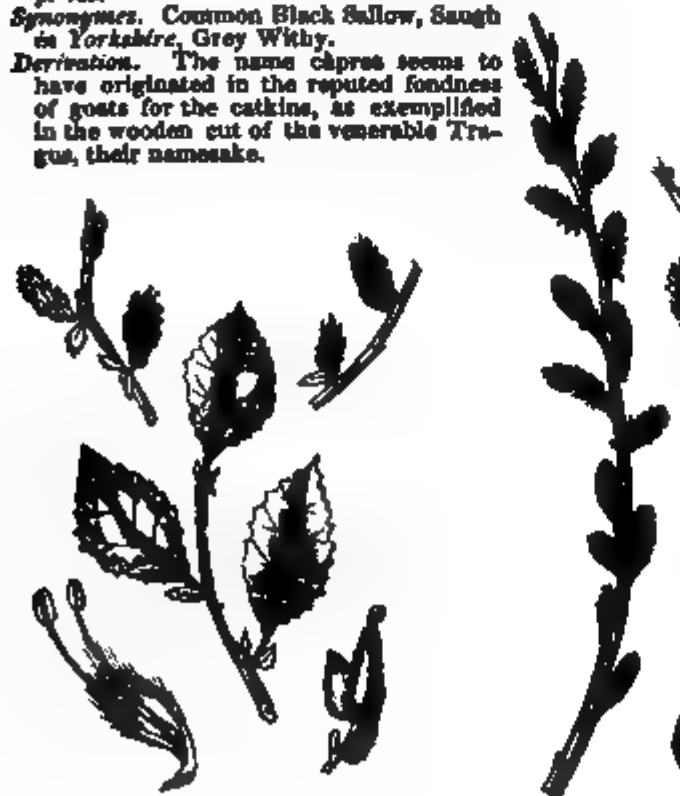 Synonymes. Common Black Sallow, Saugh
in Yorkshire, Grey Withy.
Derivation. The name càprea seems to
have originated in the reputed fondness
of goats for the catkins, as exemplified
in the wooden cut of the venerable Tra-
gus, their namesake.